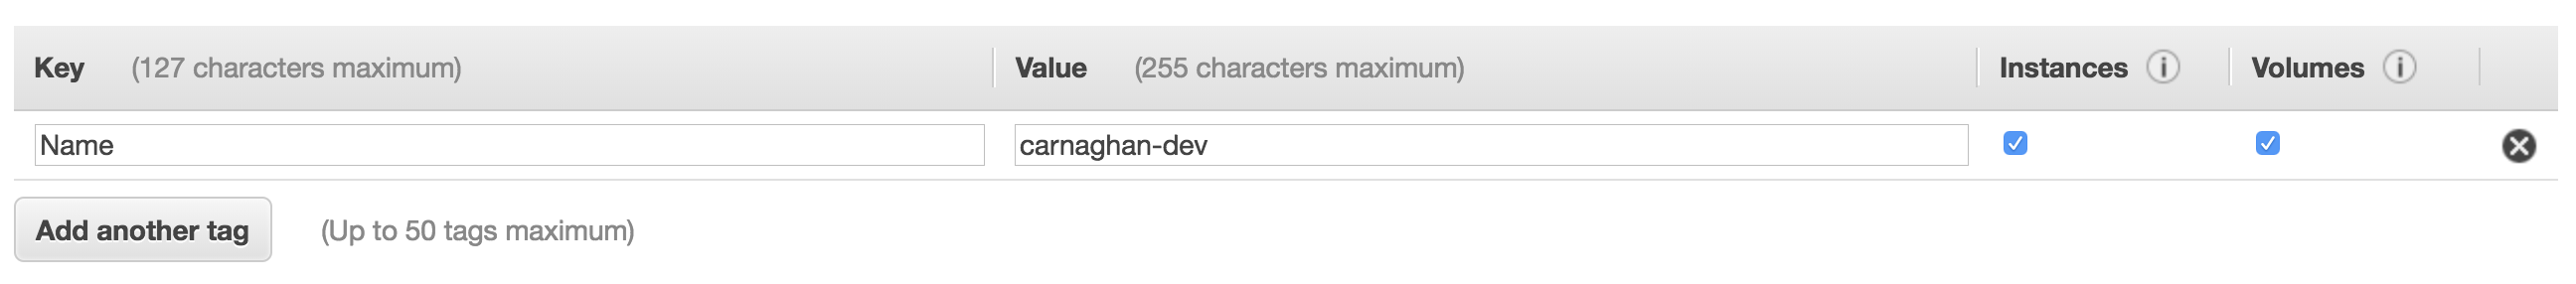 Key (127 characters maximum) Value (255 characters maximum) Instances i Volumes i
Name carnaghan-dev
Add another tag (Up to 50 tags maximum)